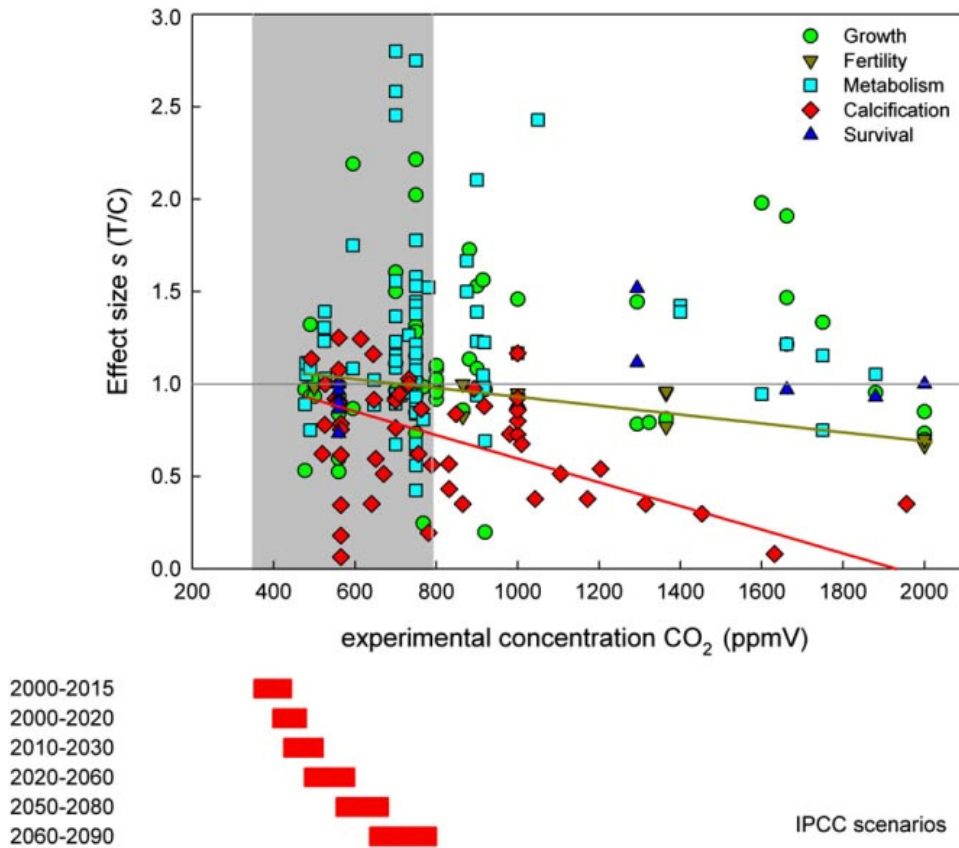 3.0
2.5
2.0
1.5
1.0
0.5
0.0
Effect size s (T/C)
Growth
Fertility
Metabolism
Calcification
Survival
200 400 600 800 1000 1200 1400 1600 1800 2000
experimental concentration CO₂ (ppmV)
2000-2015
2000-2020
2010-2030
2020-2060
2050-2080
2060-2090
IPCC scenarios